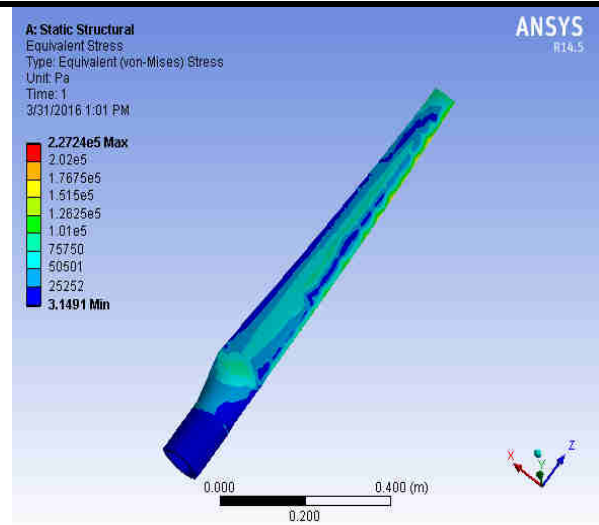 A: Static Structural
Equivalent Stress
Type: Equivalent (von-Mises) Stress
Unit: Pa
Time: 1
3/31/2016 1:01 PM
2.2724e5 Max
2.02e5
1.7675e5
1.515e5
1.2625e5
1.01e5
75750
50501
25252
3.1491 Min
ANSYS
R14.5
0.000
0.400 (m)
0.200
X
Y
Z